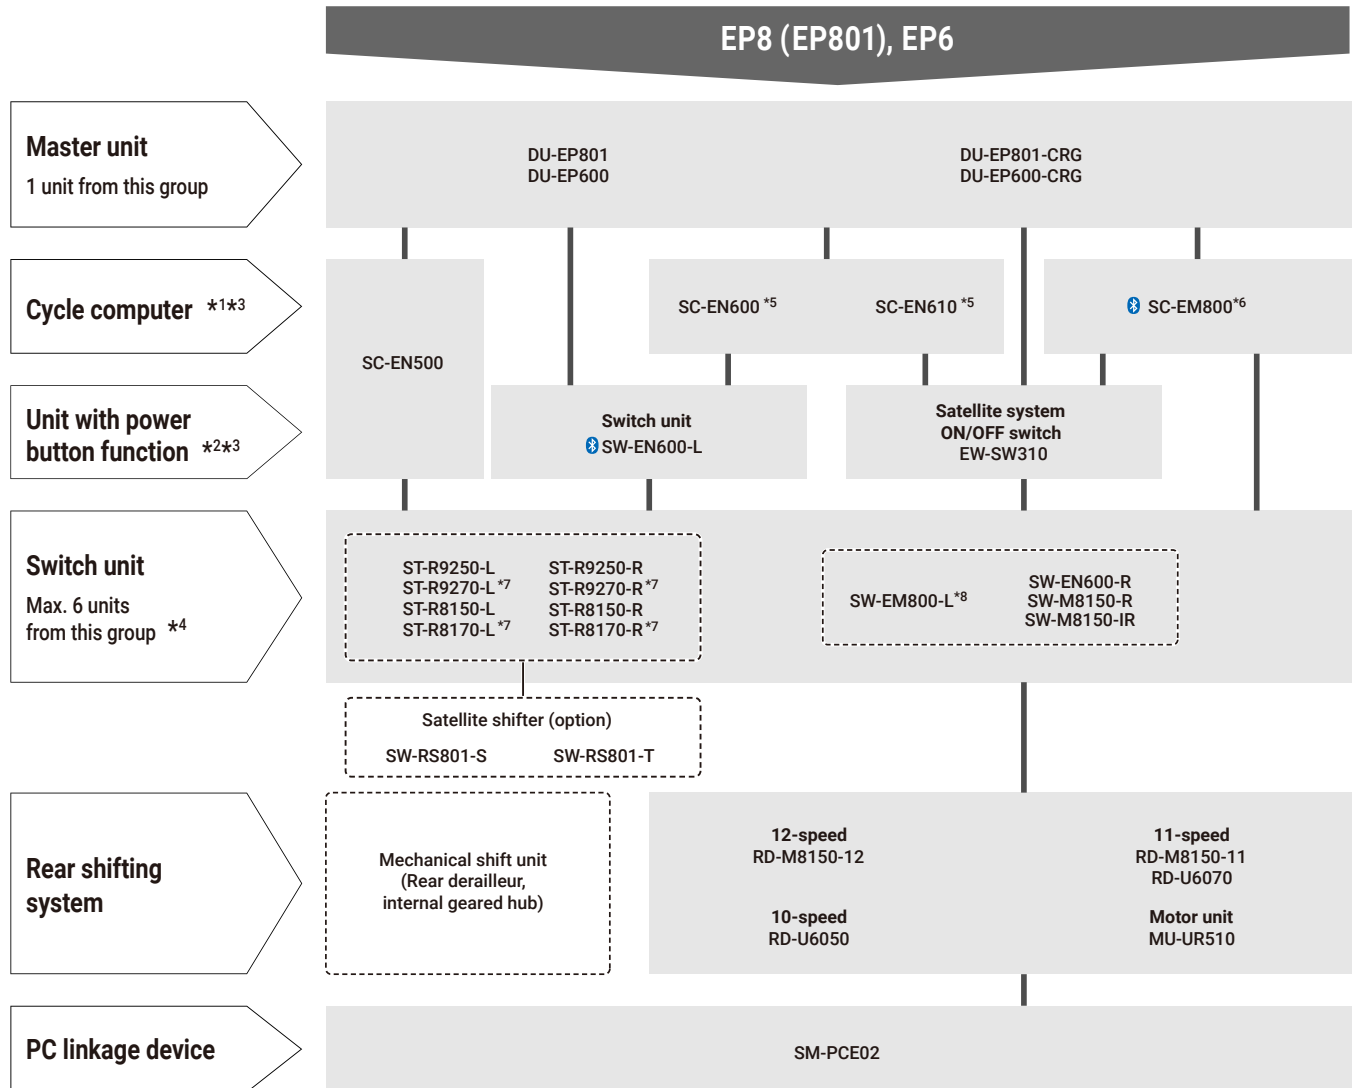 EP8 (EP801), EP6
Master unit
1 unit from this group
DU-EP801
DU-EP600
DU-EP801-CRG
DU-EP600-CRG
Cycle computer *1*3
SC-EN500
SC-EN600 *5
SC-EN610 *5
SC-EM800*6
Unit with power
button function *2*3
Switch unit
SW-EN600-L
Satellite system
ON/OFF switch
EW-SW310
Switch unit
Max. 6 units
from this group *4
ST-R9250-L
ST-R9270-L*7
ST-R8150-L
ST-R8170-L*7
ST-R9250-R
ST-R9270-R*7
ST-R8150-R
ST-R8170-R*7
SW-EM800-L*8
SW-EN600-R
SW-M8150-R
SW-M8150-IR
Satellite shifter (option)
SW-RS801-S
SW-RS801-T
Rear shifting
system
Mechanical shift unit
(Rear derailleur,
internal geared hub)
12-speed
RD-M8150-12
11-speed
RD-M8150-11
RD-U6070
10-speed
RD-U6050
Motor unit
MU-UR510
PC linkage device
SM-PCE02